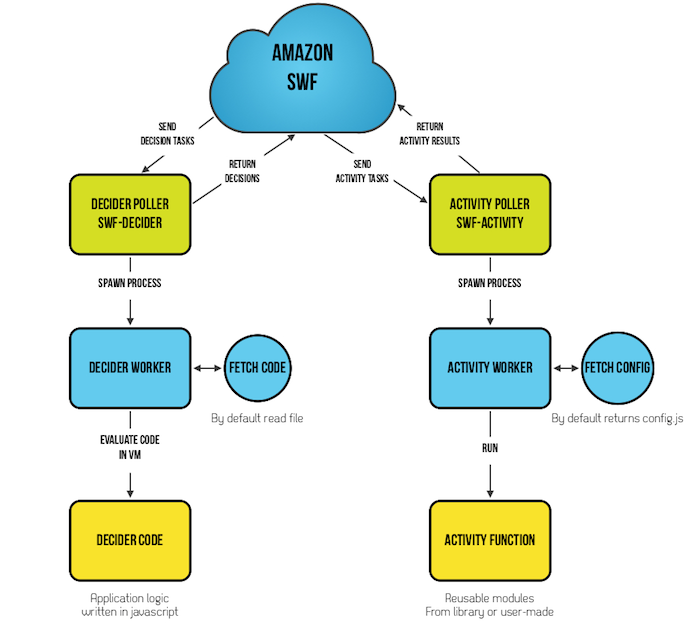 AMAZON
SWF
SEND
DECISION TASKS
RETURN
DECISIONS
SEND
ACTIVITY TASKS
RETURN
ACTIVITY RESULTS
DECIDER POLLER
SWF-DECIDER
ACTIVITY POLLER
SWF-ACTIVITY
SPAWN PROCESS
SPAWN PROCESS
DECIDER WORKER
FETCH CODE
ACTIVITY WORKER
FETCH CONFIG
By default read file
By default returns config.js
EVALUATE CODE
IN VM
RUN
DECIDER CODE
ACTIVITY FUNCTION
Application logic
written in javascript
Reusable modules
From library or user-made